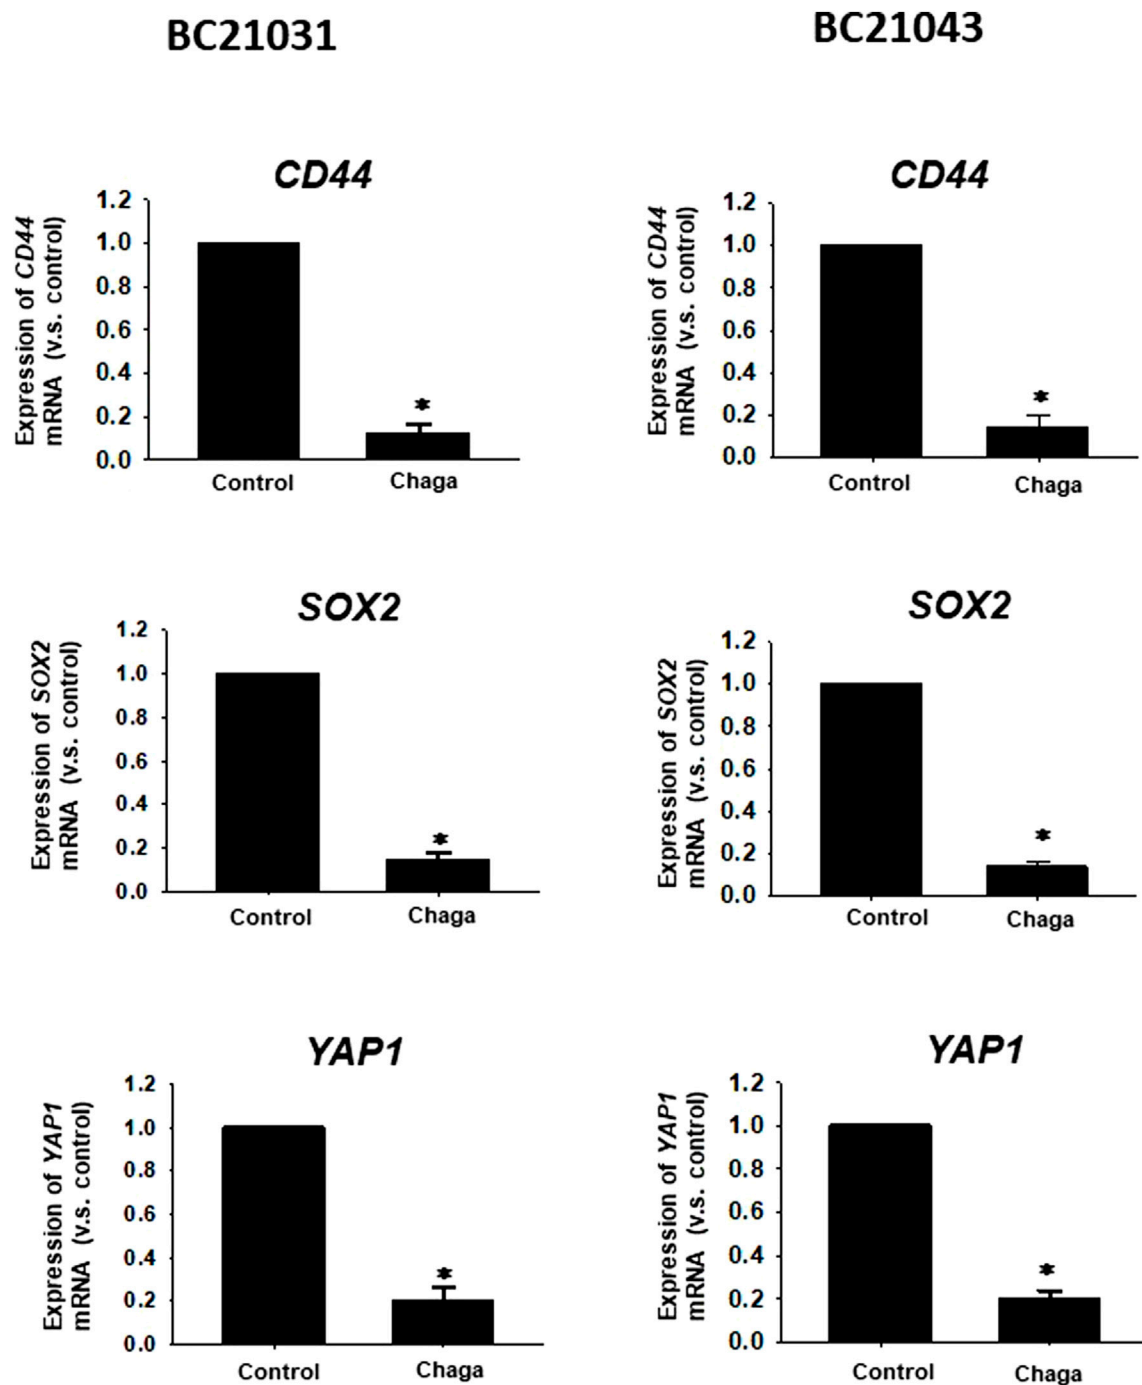 BC21031
BC21043
CD44
Expression of CD44
mRNA (v.s. control)
1.2
1.0
0.8
0.6
0.4
0.2
0.0
*
Control
Chaga
CD44
Expression of CD44
mRNA (v.s. control)
1.2
1.0
0.8
0.6
0.4
0.2
0.0
*
Control
Chaga
SOX2
Expression of SOX2
mRNA (v.s. control)
1.2
1.0
0.8
0.6
0.4
0.2
0.0
*
Control
Chaga
SOX2
Expression of SOX2
mRNA (v.s. control)
1.2
1.0
0.8
0.6
0.4
0.2
0.0
*
Control
Chaga
YAP1
Expression of YAP1
mRNA (v.s. control)
1.2
1.0
0.8
0.6
0.4
0.2
0.0
*
Control
Chaga
YAP1
Expression of YAP1
mRNA (v.s. control)
1.2
1.0
0.8
0.6
0.4
0.2
0.0
*
Control
Chaga